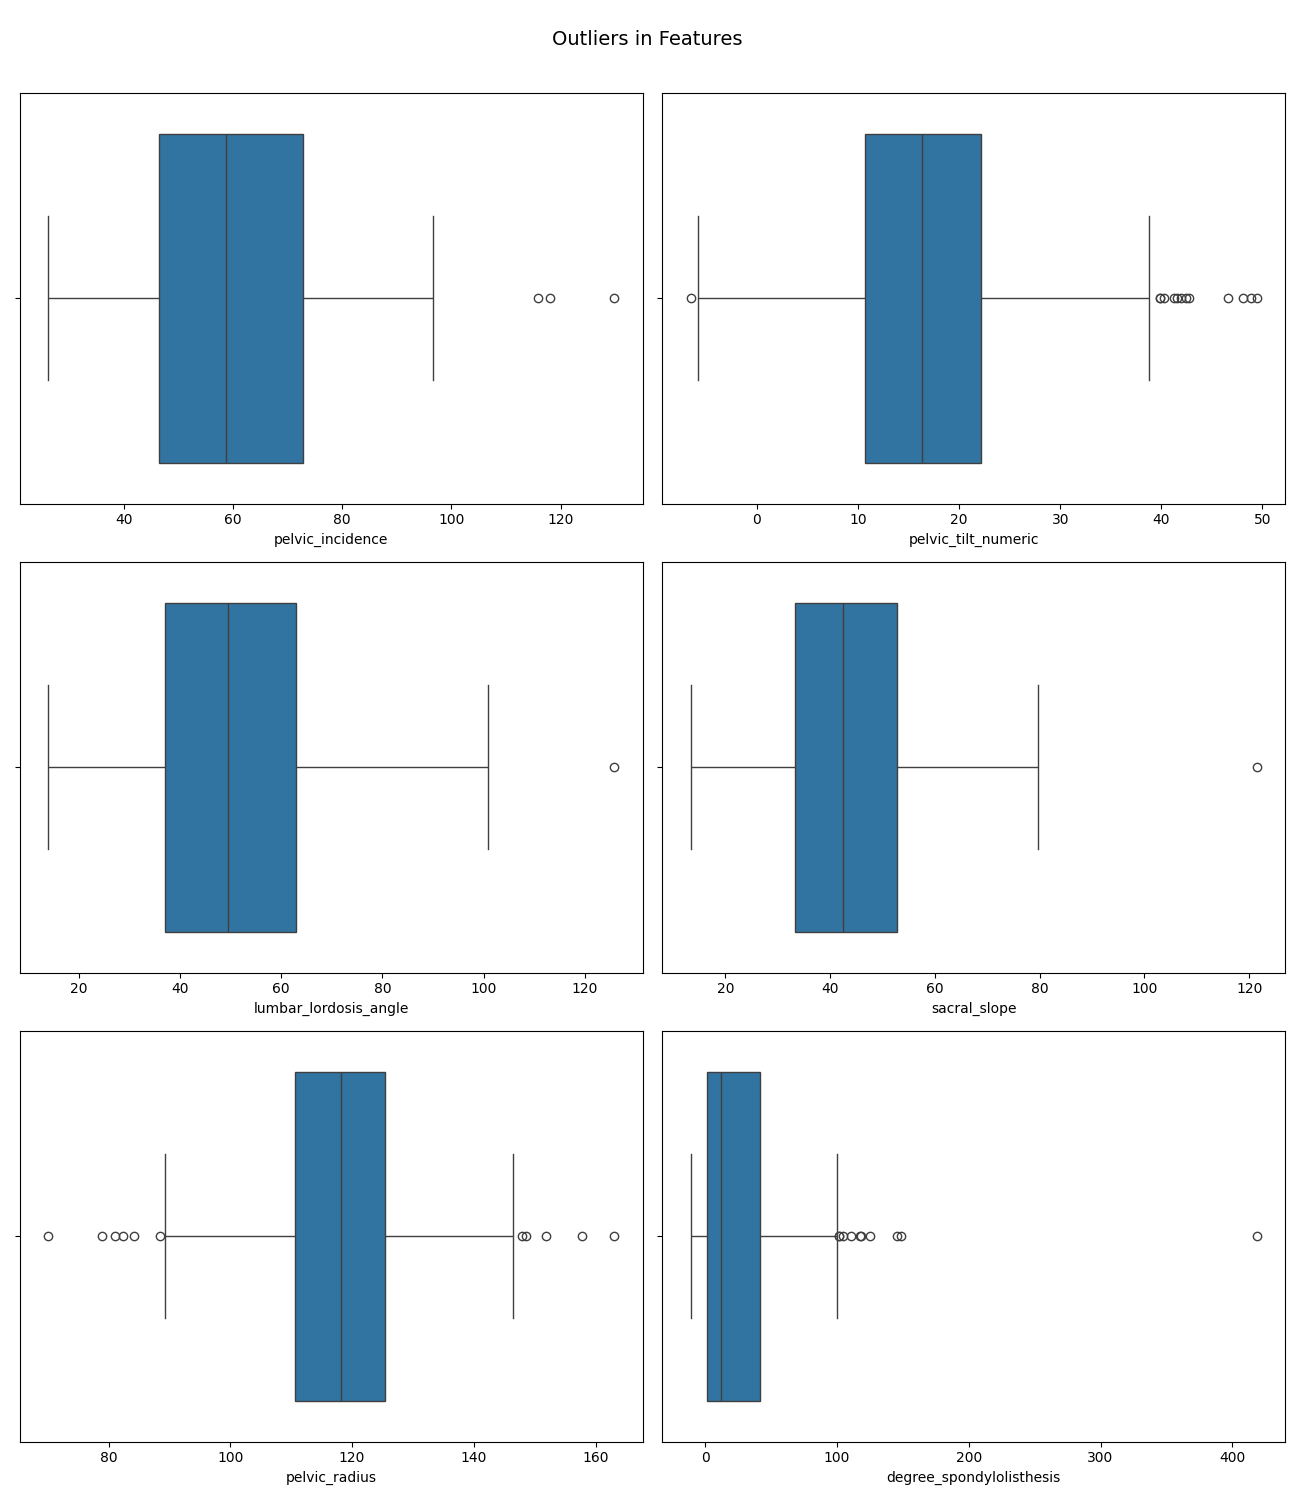 Outliers in Features
40 60 80 100 120
pelvic_incidence
0 10 20 30 40 50
pelvic_tilt_numeric
20 40 60 80 100 120
lumbar_lordosis_angle
20 40 60 80 100 120
sacral_slope
80 100 120 140 160
pelvic_radius
0 100 200 300 400
degree_spondylolisthesis